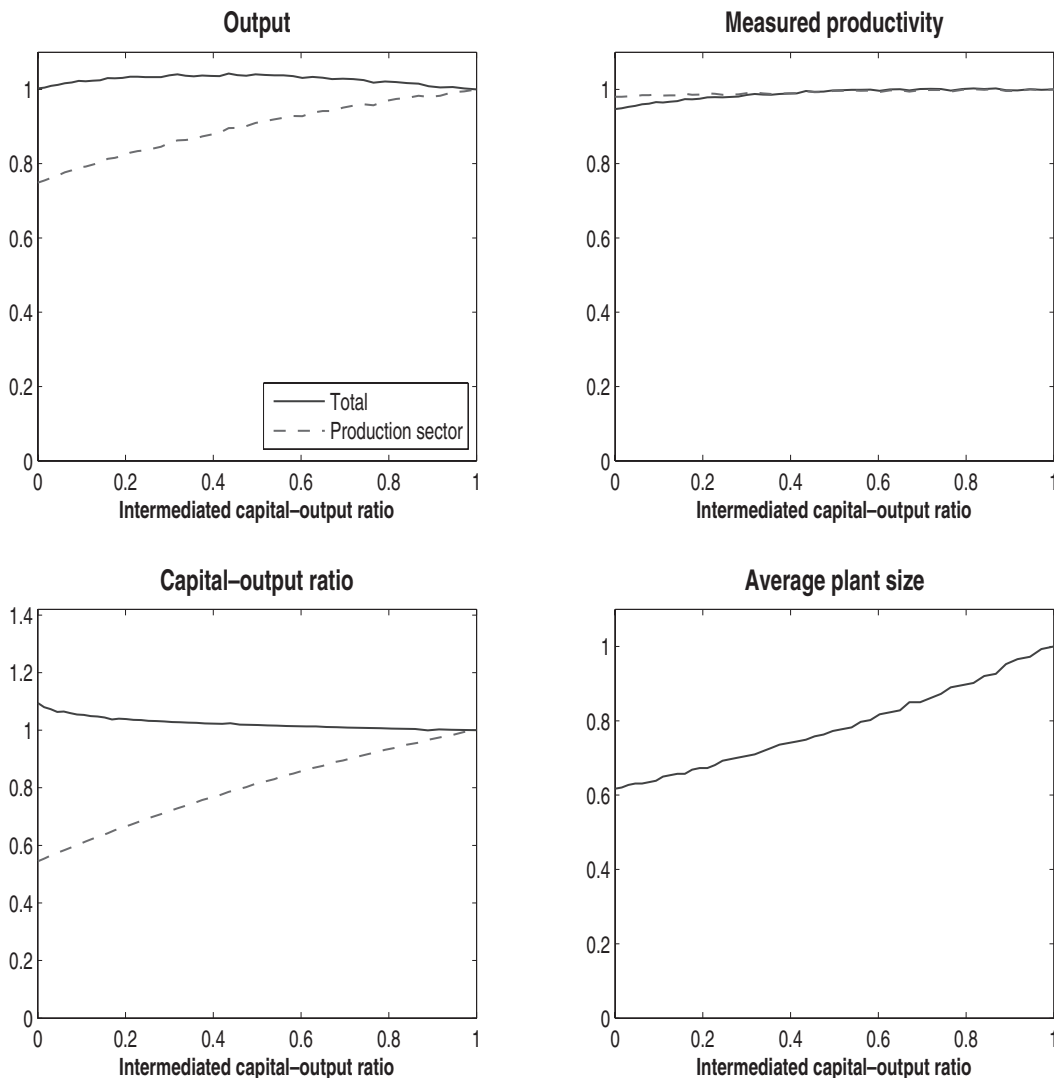 Output
1
0.8
0.6
0.4
0.2
0
Total
Production sector
0 0.2 0.4 0.6 0.8 1
Intermediated capital–output ratio
Measured productivity
1
0.8
0.6
0.4
0.2
0
0 0.2 0.4 0.6 0.8 1
Intermediated capital–output ratio
Capital–output ratio
1.4
1.2
1
0.8
0.6
0.4
0.2
0
0 0.2 0.4 0.6 0.8 1
Intermediated capital–output ratio
Average plant size
1
0.8
0.6
0.4
0.2
0
0 0.2 0.4 0.6 0.8 1
Intermediated capital–output ratio